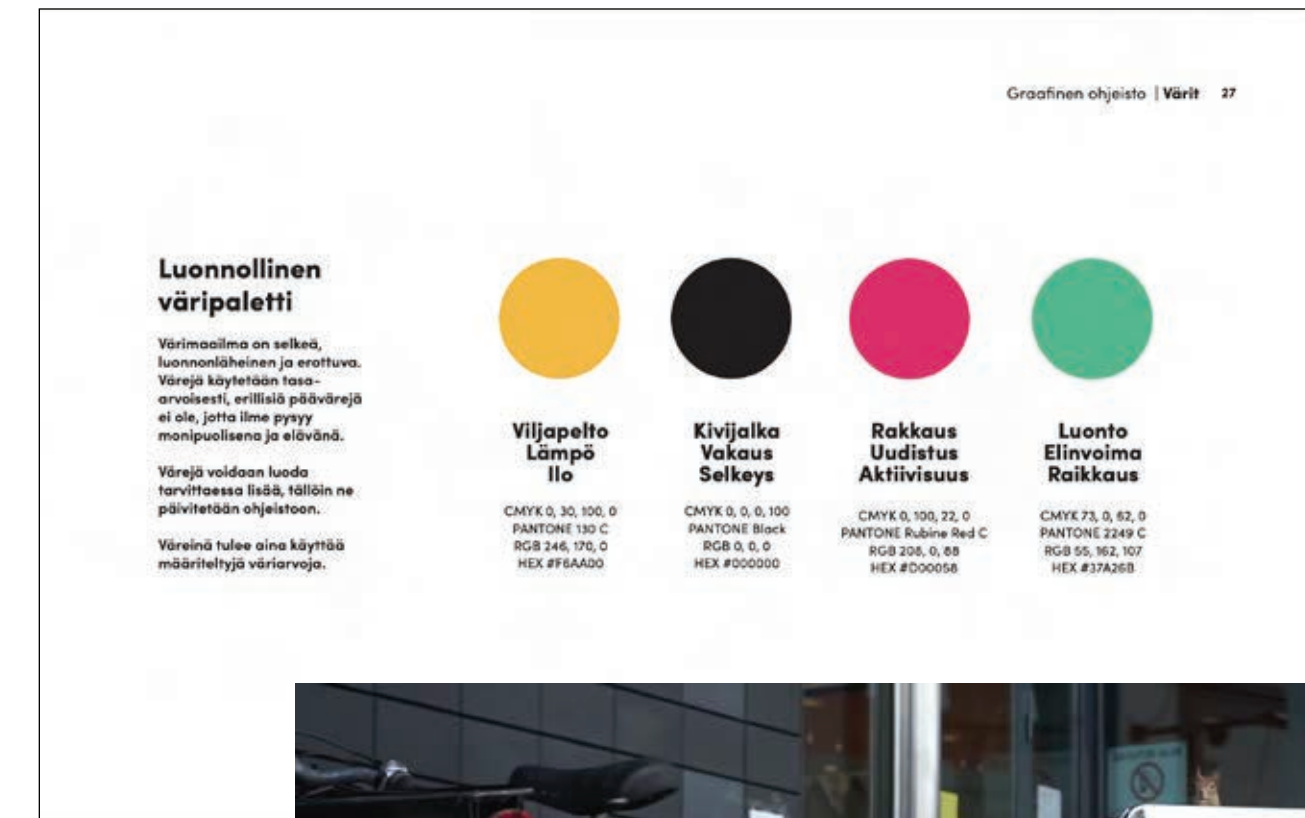 Graafinen ohjeisto | Värit 27
Luonnollinen
väripaletti
Värimaailma on selkeä,
luonnonläheinen ja erottuva.
Värejä käytetään tasa-
arvoisesti, erillisiä päävärejä
ei ole, jotta ilme pysyy
monipuolisena ja elävänä.
Värejä voidaan luoda
tarvittaessa lisää, tällöin ne
päivitetään ohjeistoon.
Väreinä tulee aina käyttää
määriteltyjä väriarvoja.
Viljapelto
Lämpö
Ilo
CMYK 0, 30, 100, 0
PANTONE 130 C
RGB 246, 170, 0
HEX #F6AA00
Kivijalka
Vakaus
Selkeys
CMYK 0, 0, 0, 100
PANTONE Black
RGB 0, 0, 0
HEX #000000
Rakkaus
Uudistus
Aktiivisuus
CMYK 0, 100, 22, 0
PANTONE Rubine Red C
RGB 208, 0, 88
HEX #D00058
Luonto
Elinvoima
Raikkaus
CMYK 73, 0, 62, 0
PANTONE 2249 C
RGB 55, 162, 107
HEX #37A26B